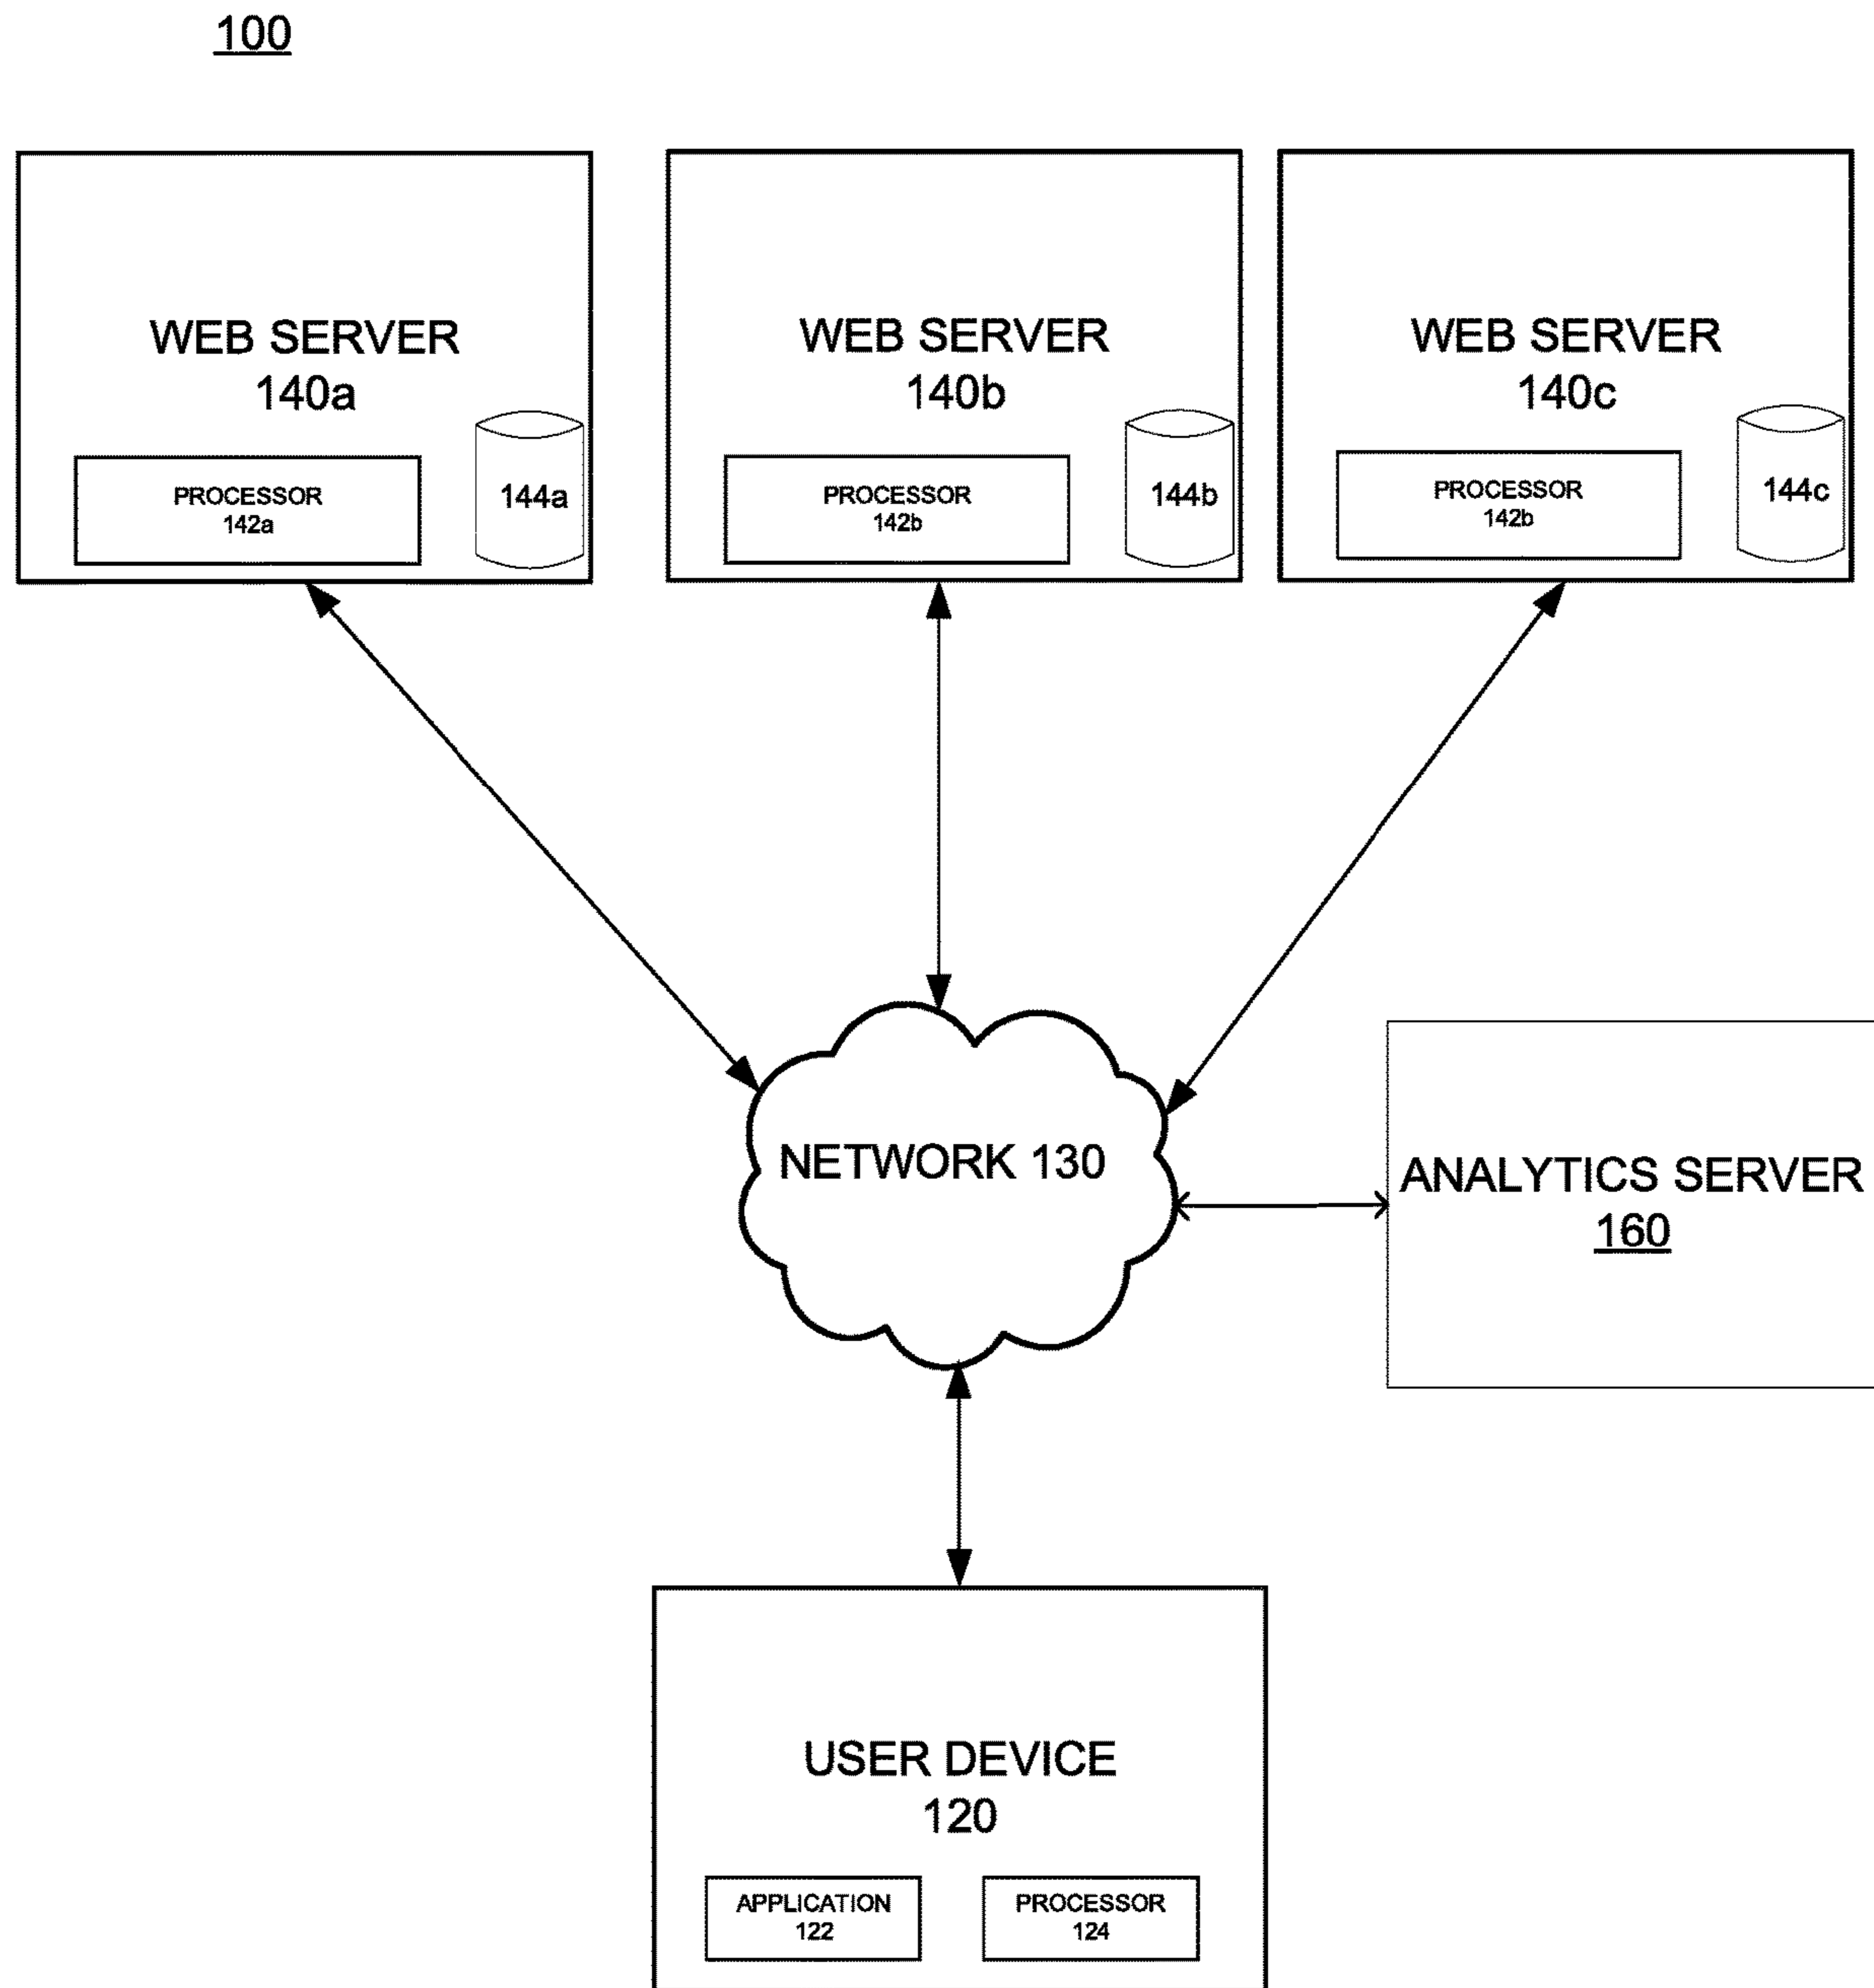 100
WEB SERVER
140a
PROCESSOR
142a
144a
WEB SERVER
140b
PROCESSOR
142b
144b
WEB SERVER
140c
PROCESSOR
142b
144c
NETWORK 130
ANALYTICS SERVER
160
USER DEVICE
120
APPLICATION
122
PROCESSOR
124